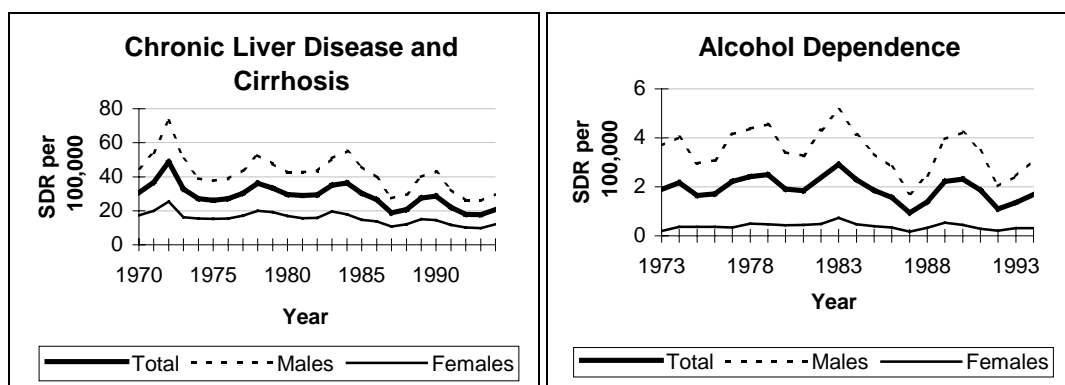 Chronic Liver Disease and
Cirrhosis
SDR per
100,000
80
60
40
20
0
1970 1975 1980 1985 1990
Year
Total Males Females
Alcohol Dependence
SDR per
100,000
6
4
2
0
1973 1978 1983 1988 1993
Year
Total Males Females